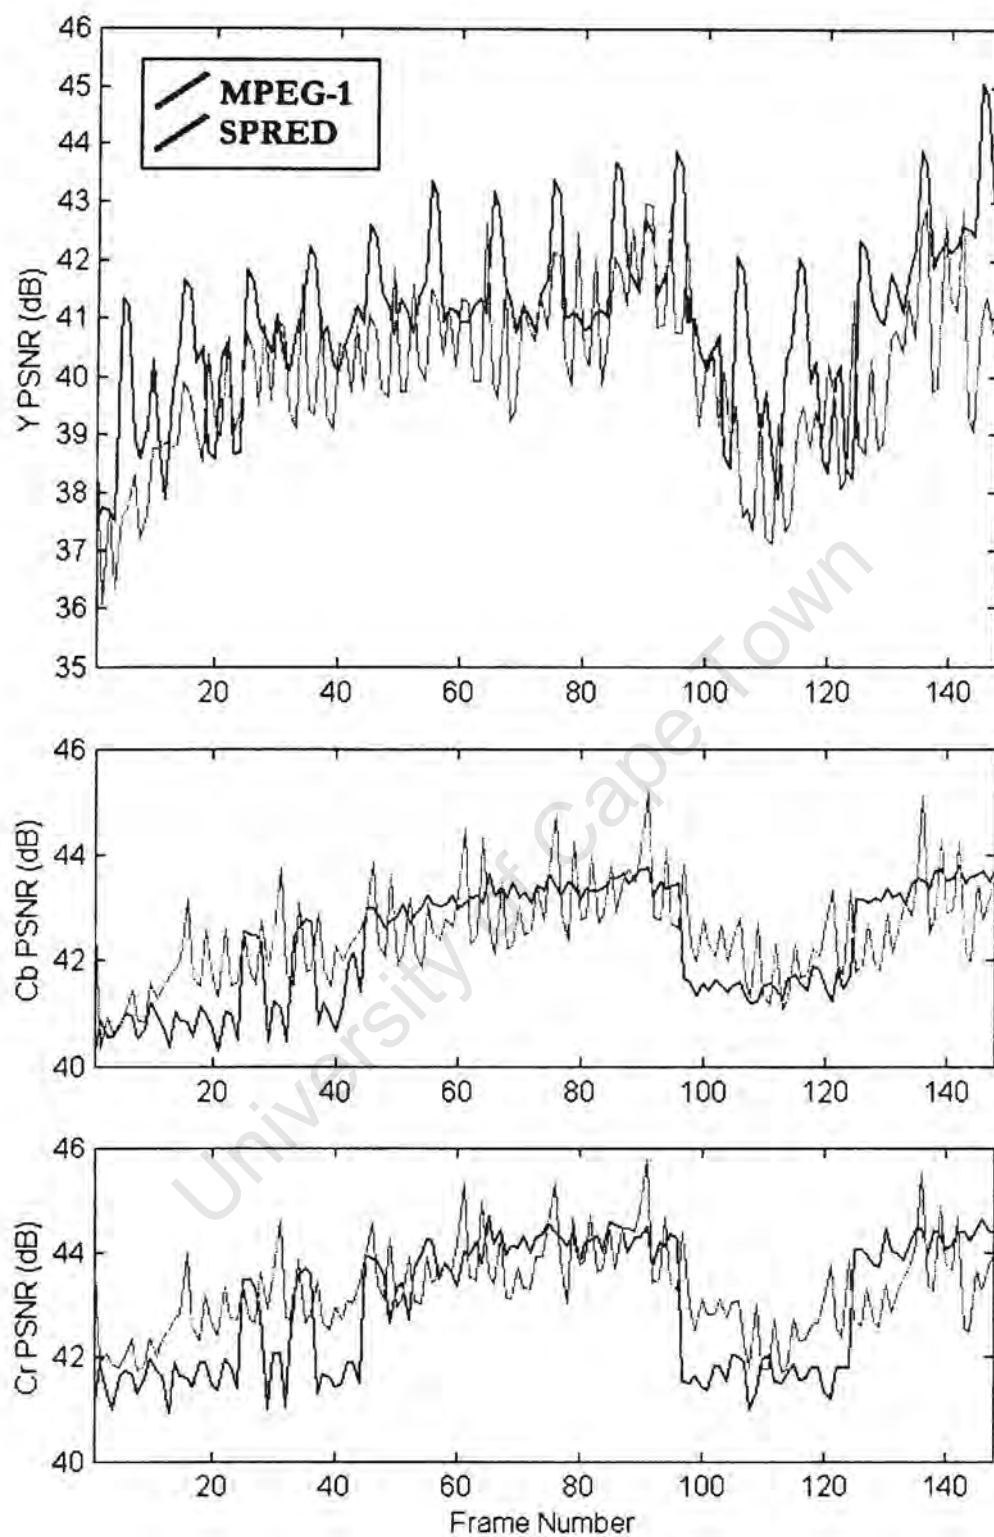 46
45
44
43
42
41
40
39
38
37
36
35
Y PSNR (dB)
MPEG-1
SPRED
20 40 60 80 100 120 140
46
44
42
40
Cb PSNR (dB)
20 40 60 80 100 120 140
46
44
42
40
Cr PSNR (dB)
20 40 60 80 100 120 140
Frame Number
University of Cape Town